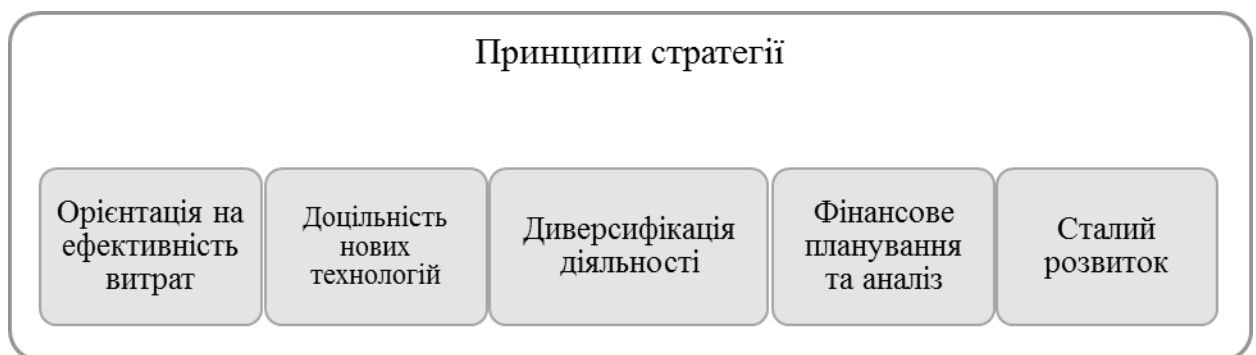 Принципи стратегії
Орієнтація на
ефективність
витрат
Доцільність
нових
технологій
Диверсифікація
діяльності
Фінансове
планування
та аналіз
Сталий
розвиток